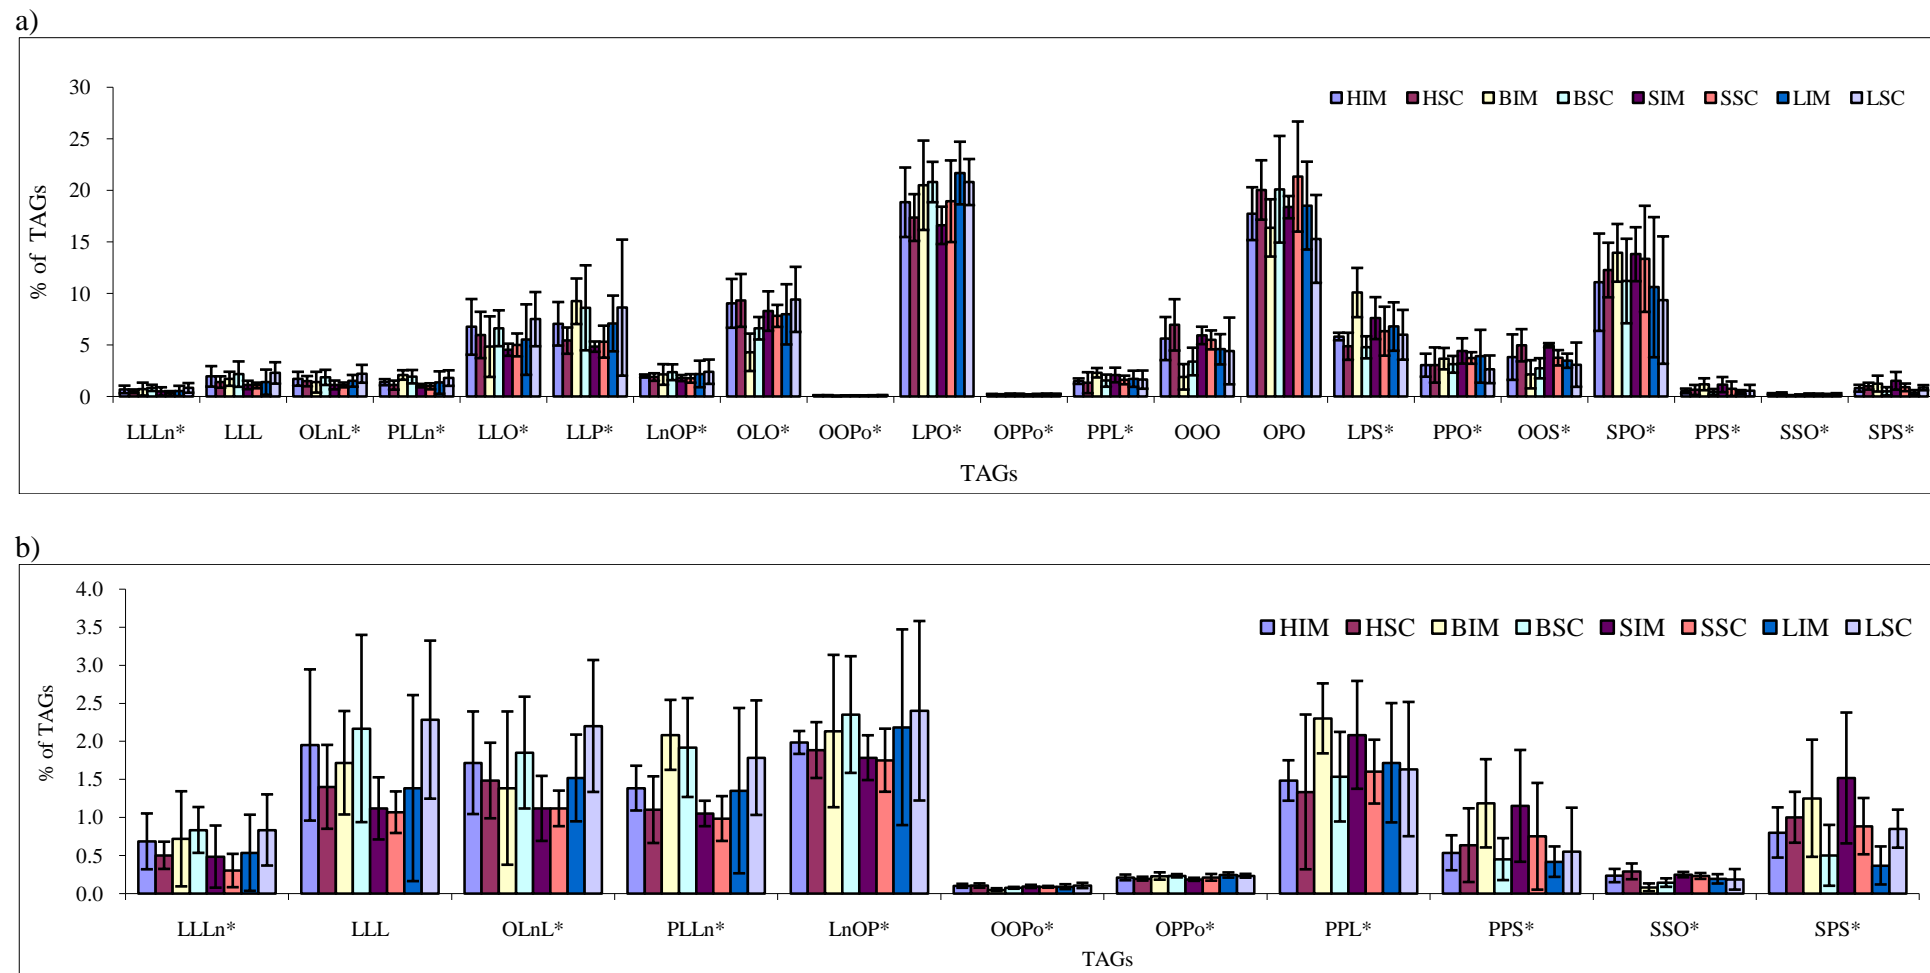 a)
30
25
20
15
10
5
0
% of TAGs
HIM HSC BIM BSC SIM SSC LIM LSC
LLLn* LLL OLnL* PLLn* LLO* LLP* LnOP* OLO* OOPo* LPO* OPPo* PPL* OOO OPO LPS* PPO* OOS* SPO* PPS* SSO* SPS*
TAGs
b)
4.0
3.5
3.0
2.5
2.0
1.5
1.0
0.5
0.0
% of TAGs
HIM HSC BIM BSC SIM SSC LIM LSC
LLLn* LLL OLnL* PLLn* LnOP* OOPo* OPPo* PPL* PPS* SSO* SPS*
TAGs